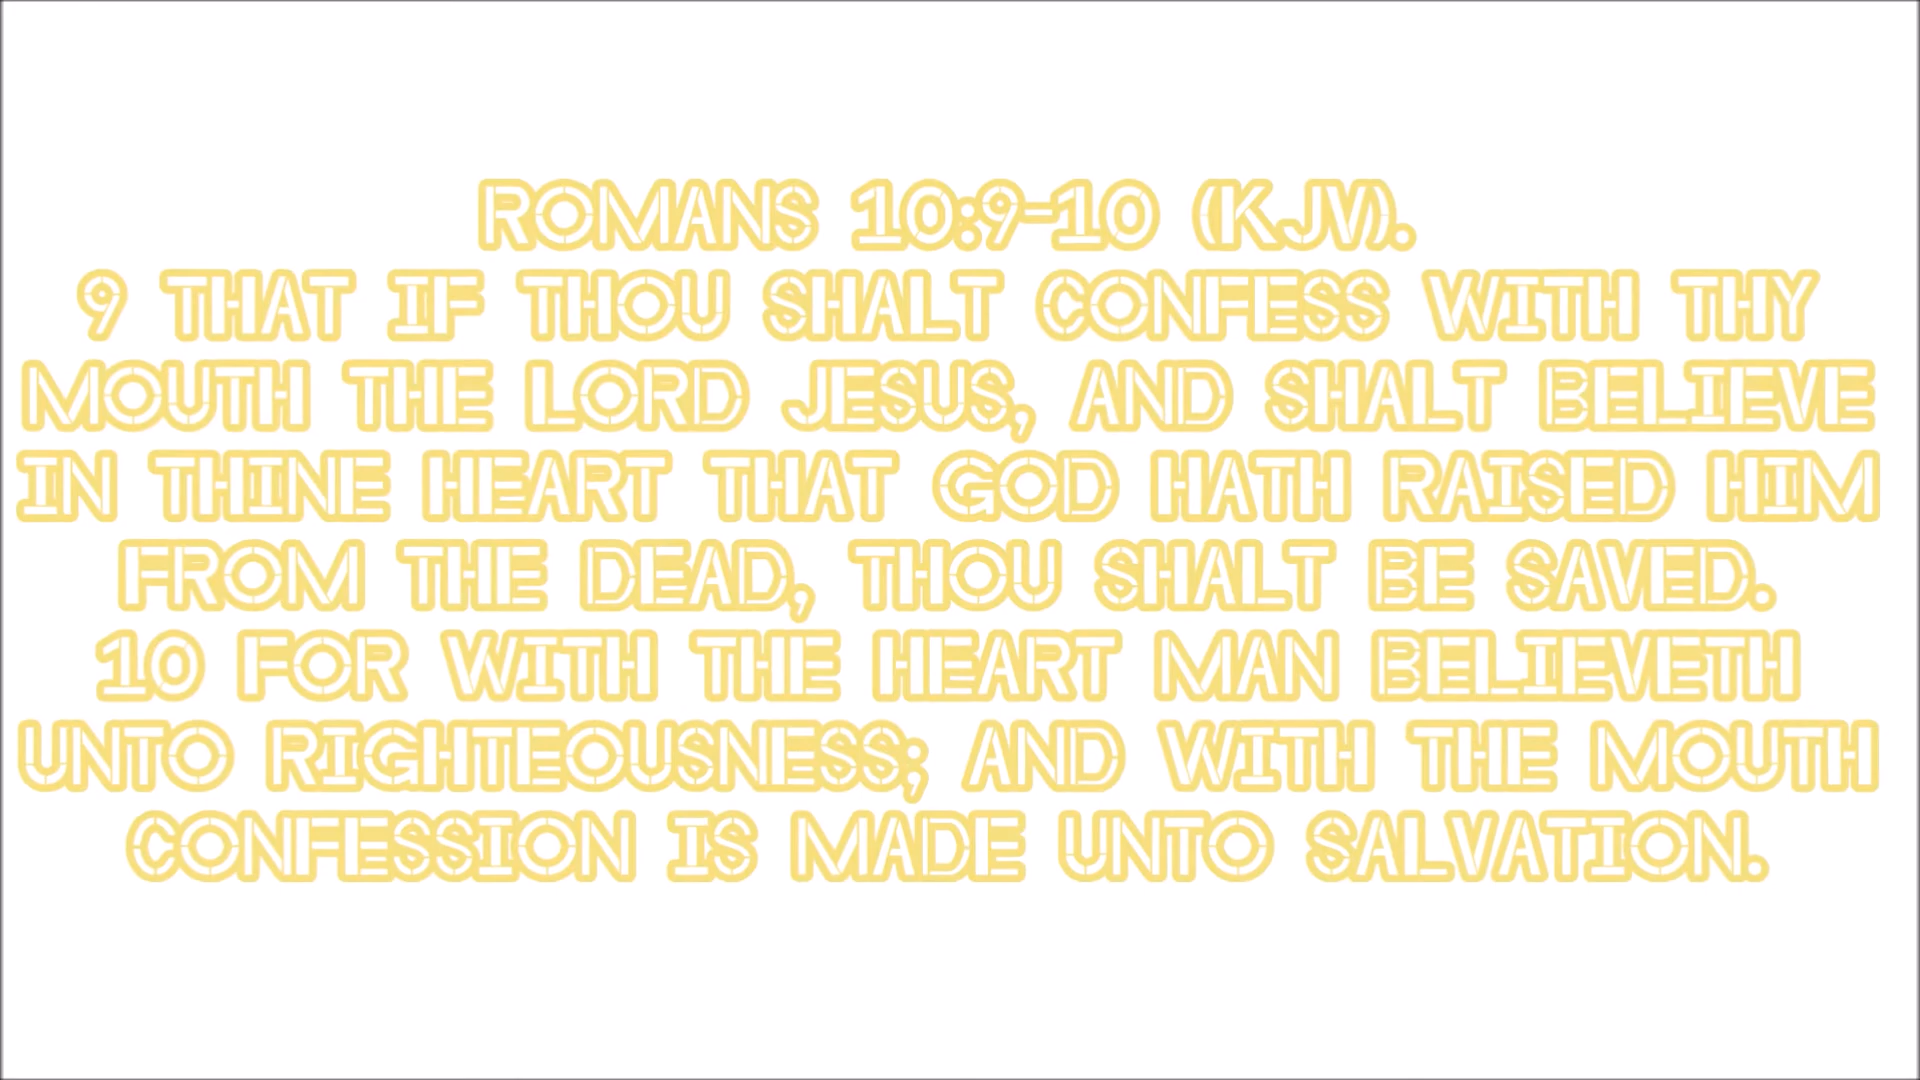 ROMANS 10:9-10 (KJV).
9 THAT IF THOU SHALT CONFESS WITH THY
MOUTH THE LORD JESUS, AND SHALT BELIEVE
IN THINE HEART THAT GOD HATH RAISED HIM
FROM THE DEAD, THOU SHALT BE SAVED.
10 FOR WITH THE HEART MAN BELIEVETH
UNTO RIGHTEOUSNESS; AND WITH THE MOUTH
CONFESSION IS MADE UNTO SALVATION.